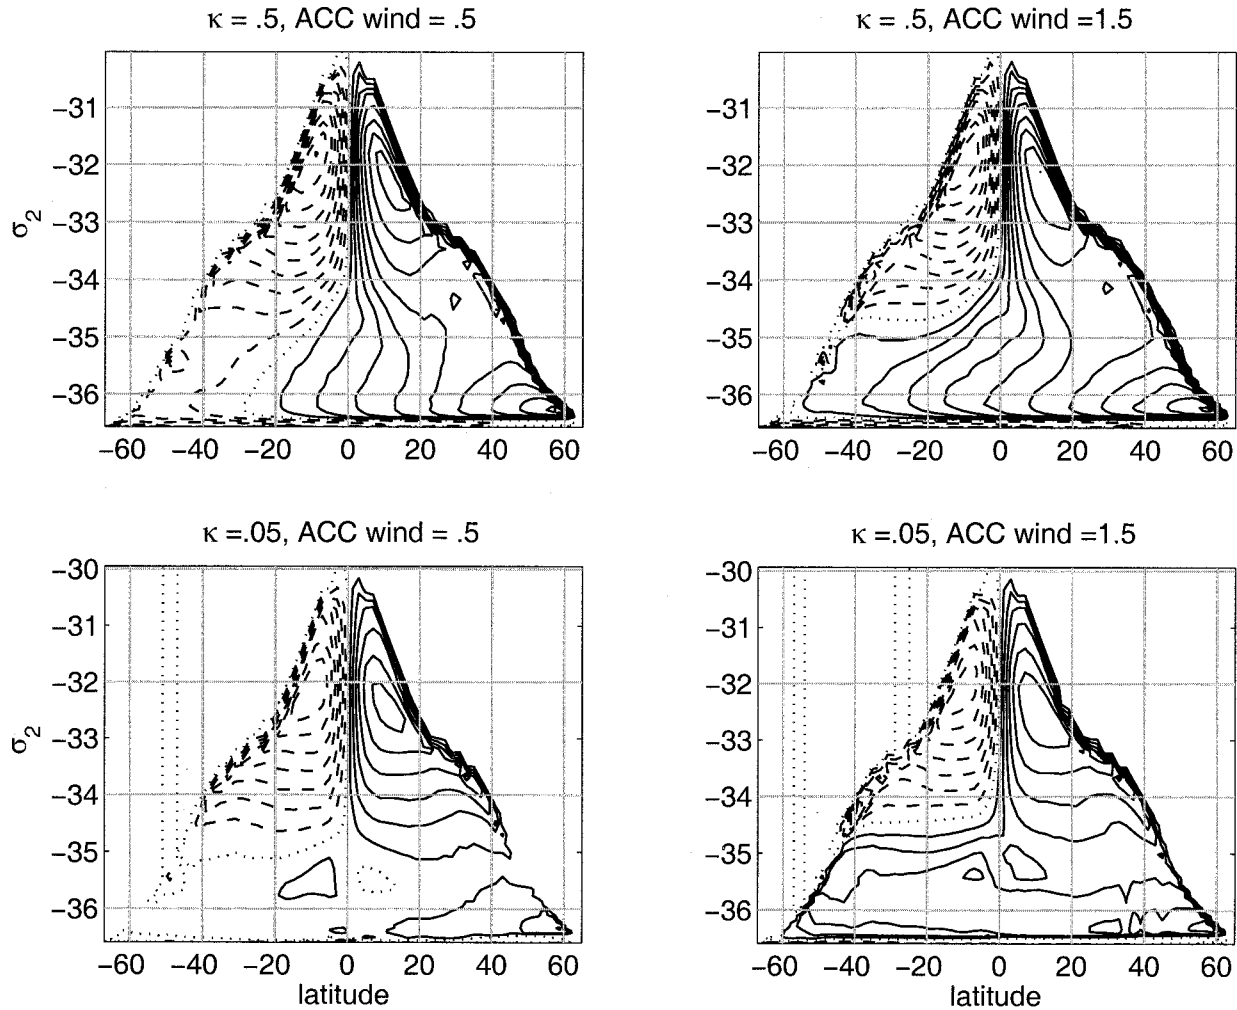 κ = .5, ACC wind = .5
κ = .5, ACC wind =1.5
−31
−32
−33
−34
−35
−36
σ2
−60 −40 −20 0 20 40 60
−31
−32
−33
−34
−35
−36
−60 −40 −20 0 20 40 60
κ =.05, ACC wind = .5
κ =.05, ACC wind =1.5
−30
−31
−32
−33
−34
−35
−36
σ2
−60 −40 −20 0 20 40 60
latitude
−30
−31
−32
−33
−34
−35
−36
−60 −40 −20 0 20 40 60
latitude